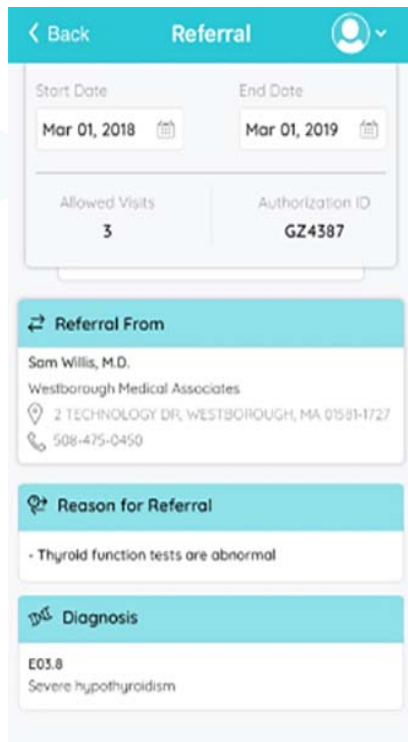 Back Referral
Start Date End Date
Mar 01, 2018 Mar 01, 2019
Allowed Visits Authorization ID
3 GZ4387
Referral From
Sam Willis, M.D.
Westborough Medical Associates
2 TECHNOLOGY DR, WESTBOROUGH, MA 01581-1727
508-475-0450
Reason for Referral
- Thyroid function tests are abnormal
Diagnosis
E03.8
Severe hypothyroidism